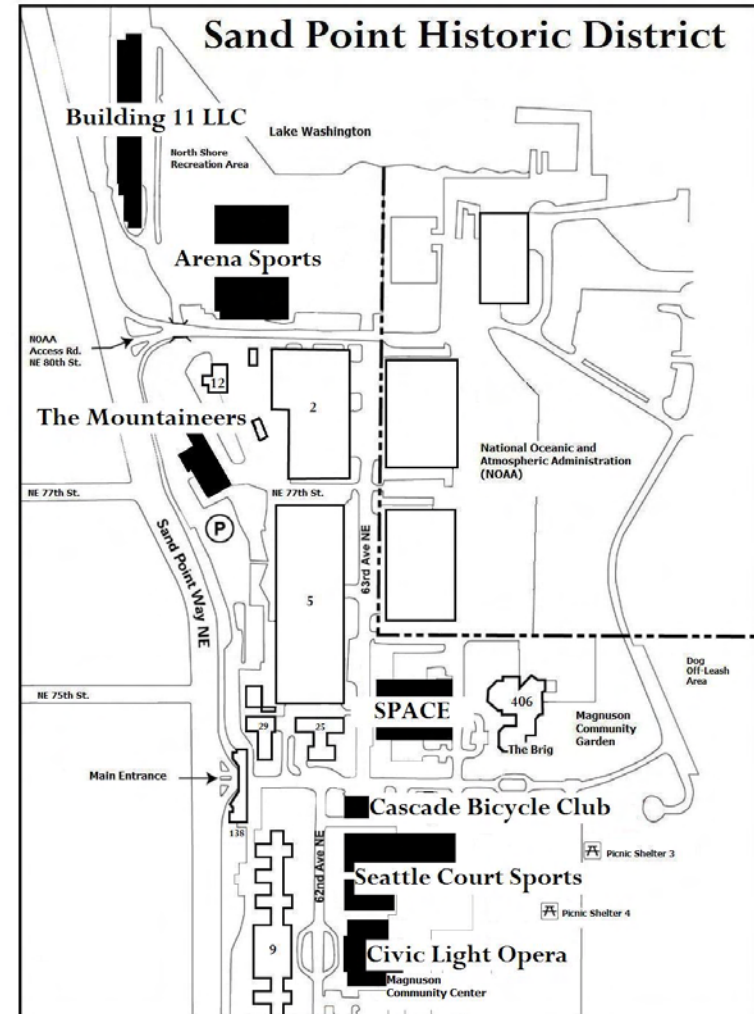 Sand Point Historic District
Building 11 LLC
Lake Washington
North Shore
Recreation Area
Arena Sports
NOAA
Access Rd.
NE 80th St.
12
2
The Mountaineers
National Oceanic and
Atmospheric Administration
(NOAA)
NE 77th St.
NE 77th St.
P
Sand Point Way NE
63rd Ave NE
5
Dog
Off-Leash
Area
NE 75th St.
SPACE
406
29
25
Magnuson
Community
Garden
The Brig
Main Entrance
Cascade Bicycle Club
138
62nd Ave NE
Picnic Shelter 3
Seattle Court Sports
Picnic Shelter 4
9
Civic Light Opera
Magnuson
Community Center